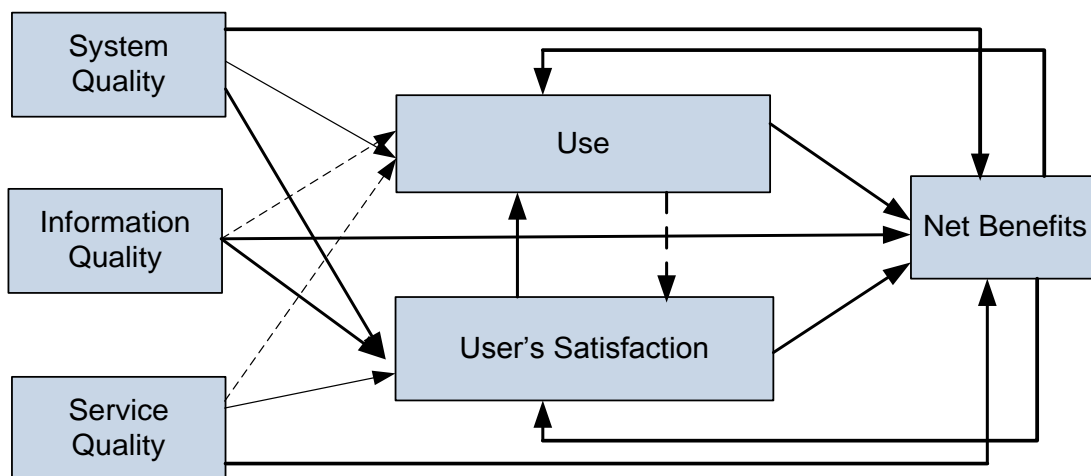 System
Quality
Use
Information
Quality
Net Benefits
User’s Satisfaction
Service
Quality